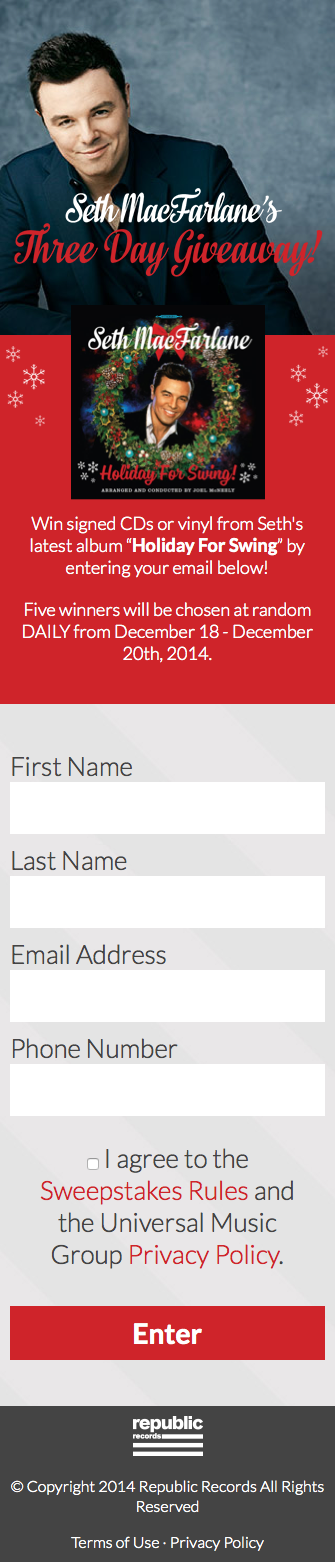 Seth MacFarlane's
Three Day Giveaway!
Seth MacFarlane
Holiday For Swing!
ARRANGED AND CONDUCTED BY JOEL MCNEELY
Win signed CDs or vinyl from Seth's
latest album “Holiday For Swing” by
entering your email below!
Five winners will be chosen at random
DAILY from December 18 - December
20th, 2014.
First Name
Last Name
Email Address
Phone Number
I agree to the
Sweepstakes Rules and
the Universal Music
Group Privacy Policy.
Enter
republic
records
© Copyright 2014 Republic Records All Rights
Reserved
Terms of Use · Privacy Policy